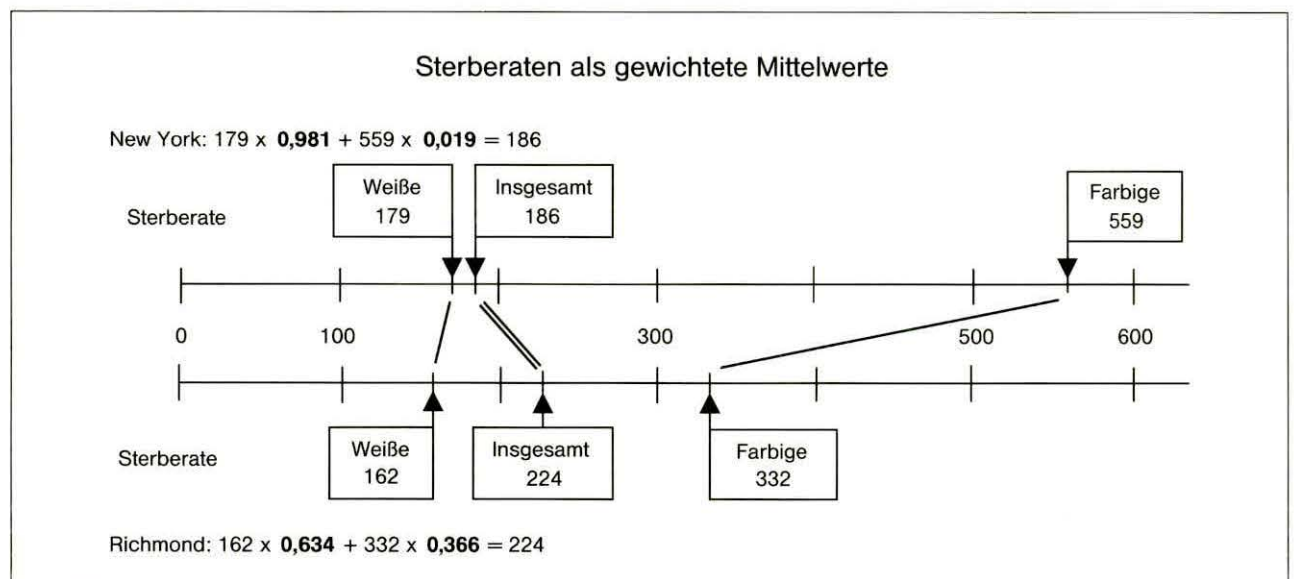 Sterberaten als gewichtete Mittelwerte
New York: 179 x 0,981 + 559 x 0,019 = 186
Weiße
179
Insgesamt
186
Farbige
559
Sterberate
0
100
300
500
600
Sterberate
Weiße
162
Insgesamt
224
Farbige
332
Richmond: 162 x 0,634 + 332 x 0,366 = 224